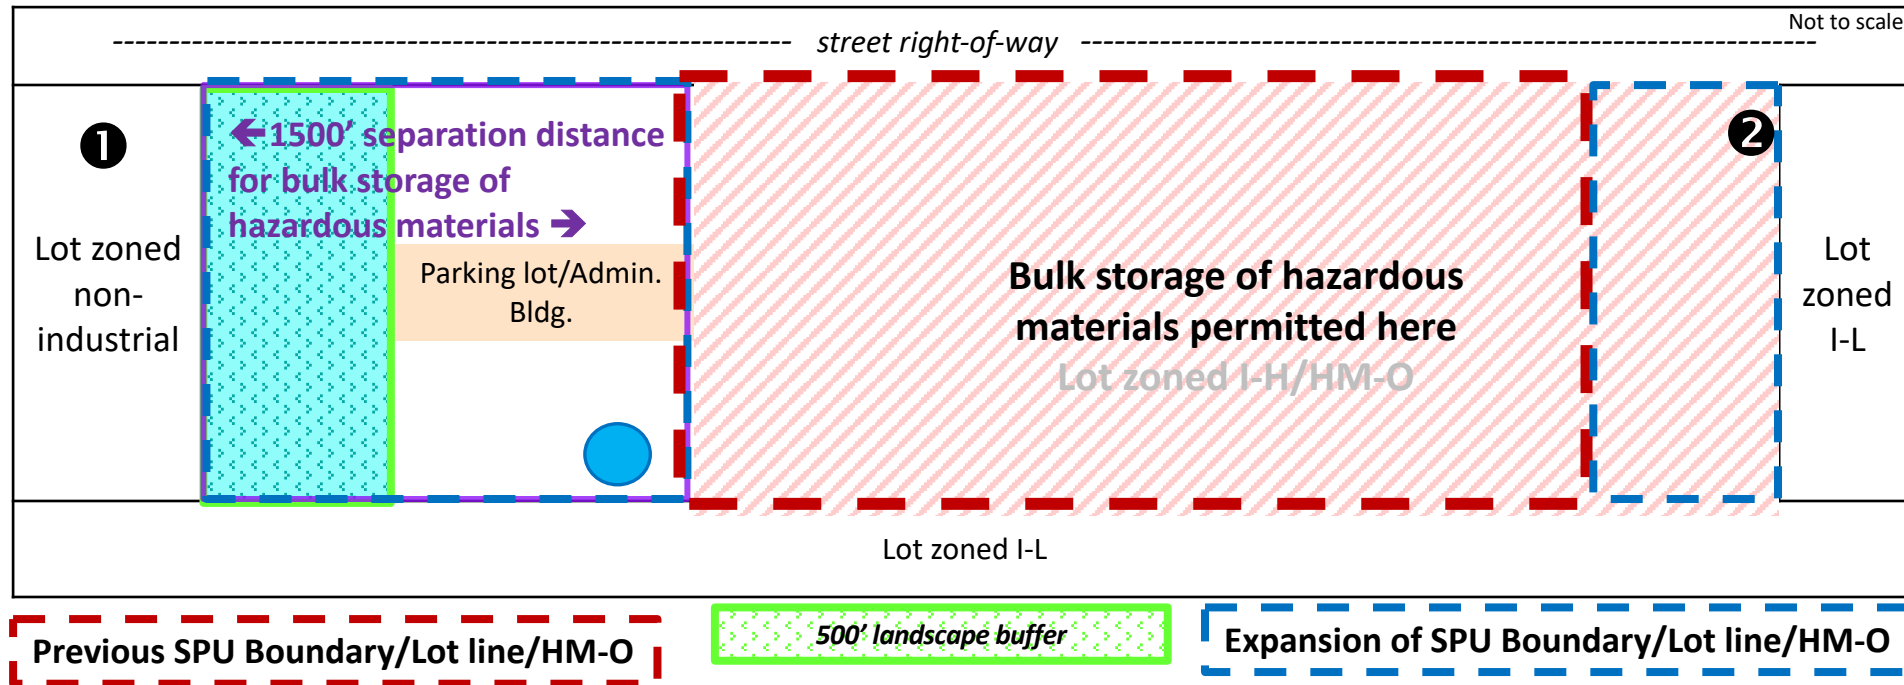 Not to scale
street right-of-way
❶
Lot zoned
non-
industrial
←1500’ separation distance
for bulk storage of
hazardous materials →
Parking lot/Admin.
Bldg.
Bulk storage of hazardous
materials permitted here
Lot zoned I-H/HM-O
❷
Lot
zoned
I-L
Lot zoned I-L
Previous SPU Boundary/Lot line/HM-O
500’ landscape buffer
Expansion of SPU Boundary/Lot line/HM-O